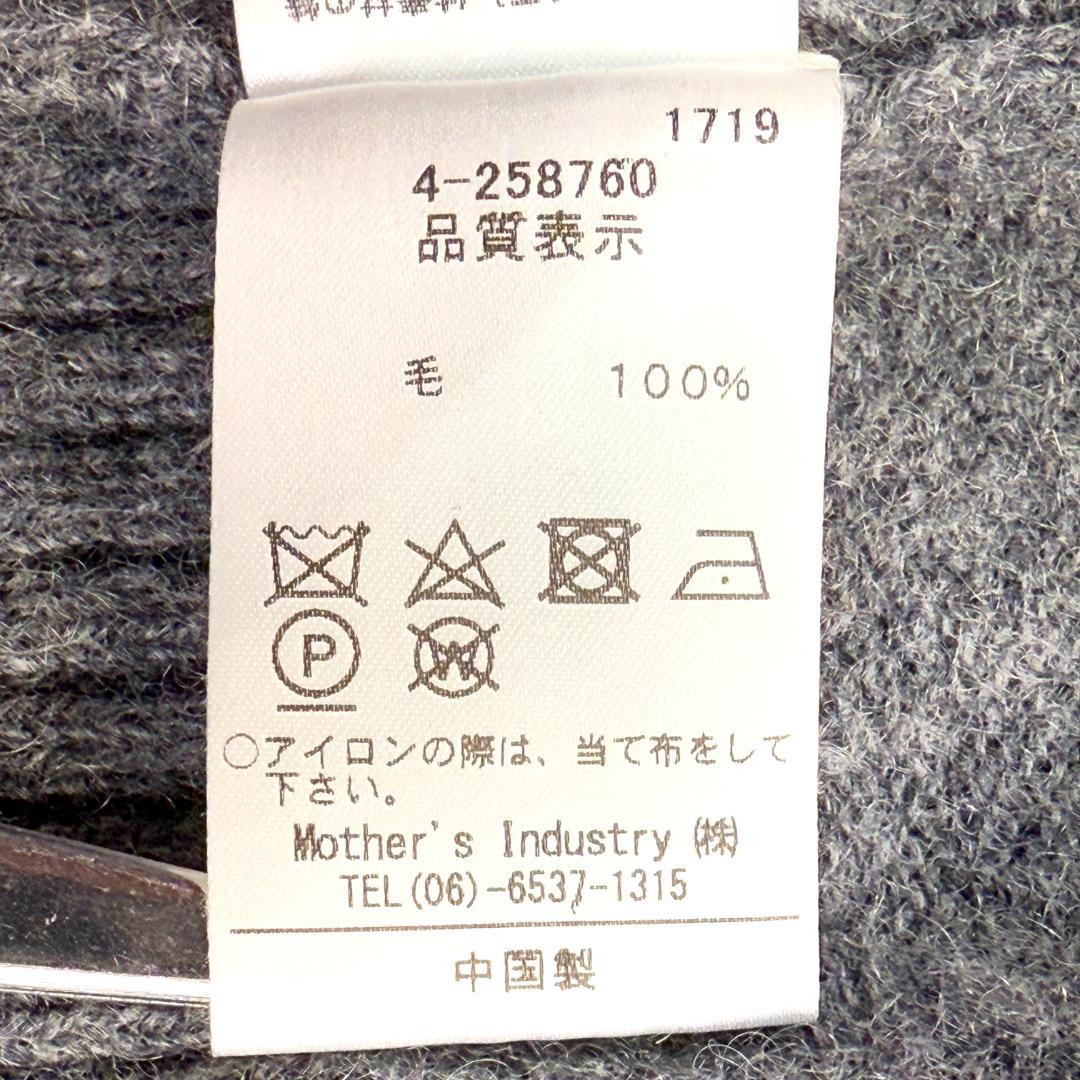 1719
4-258760
品質表示
毛 100%
P W
○アイロンの際は、当て布をして
下さい。
Mother's Industry ㈱
TEL(06)-6537-1315
中国製